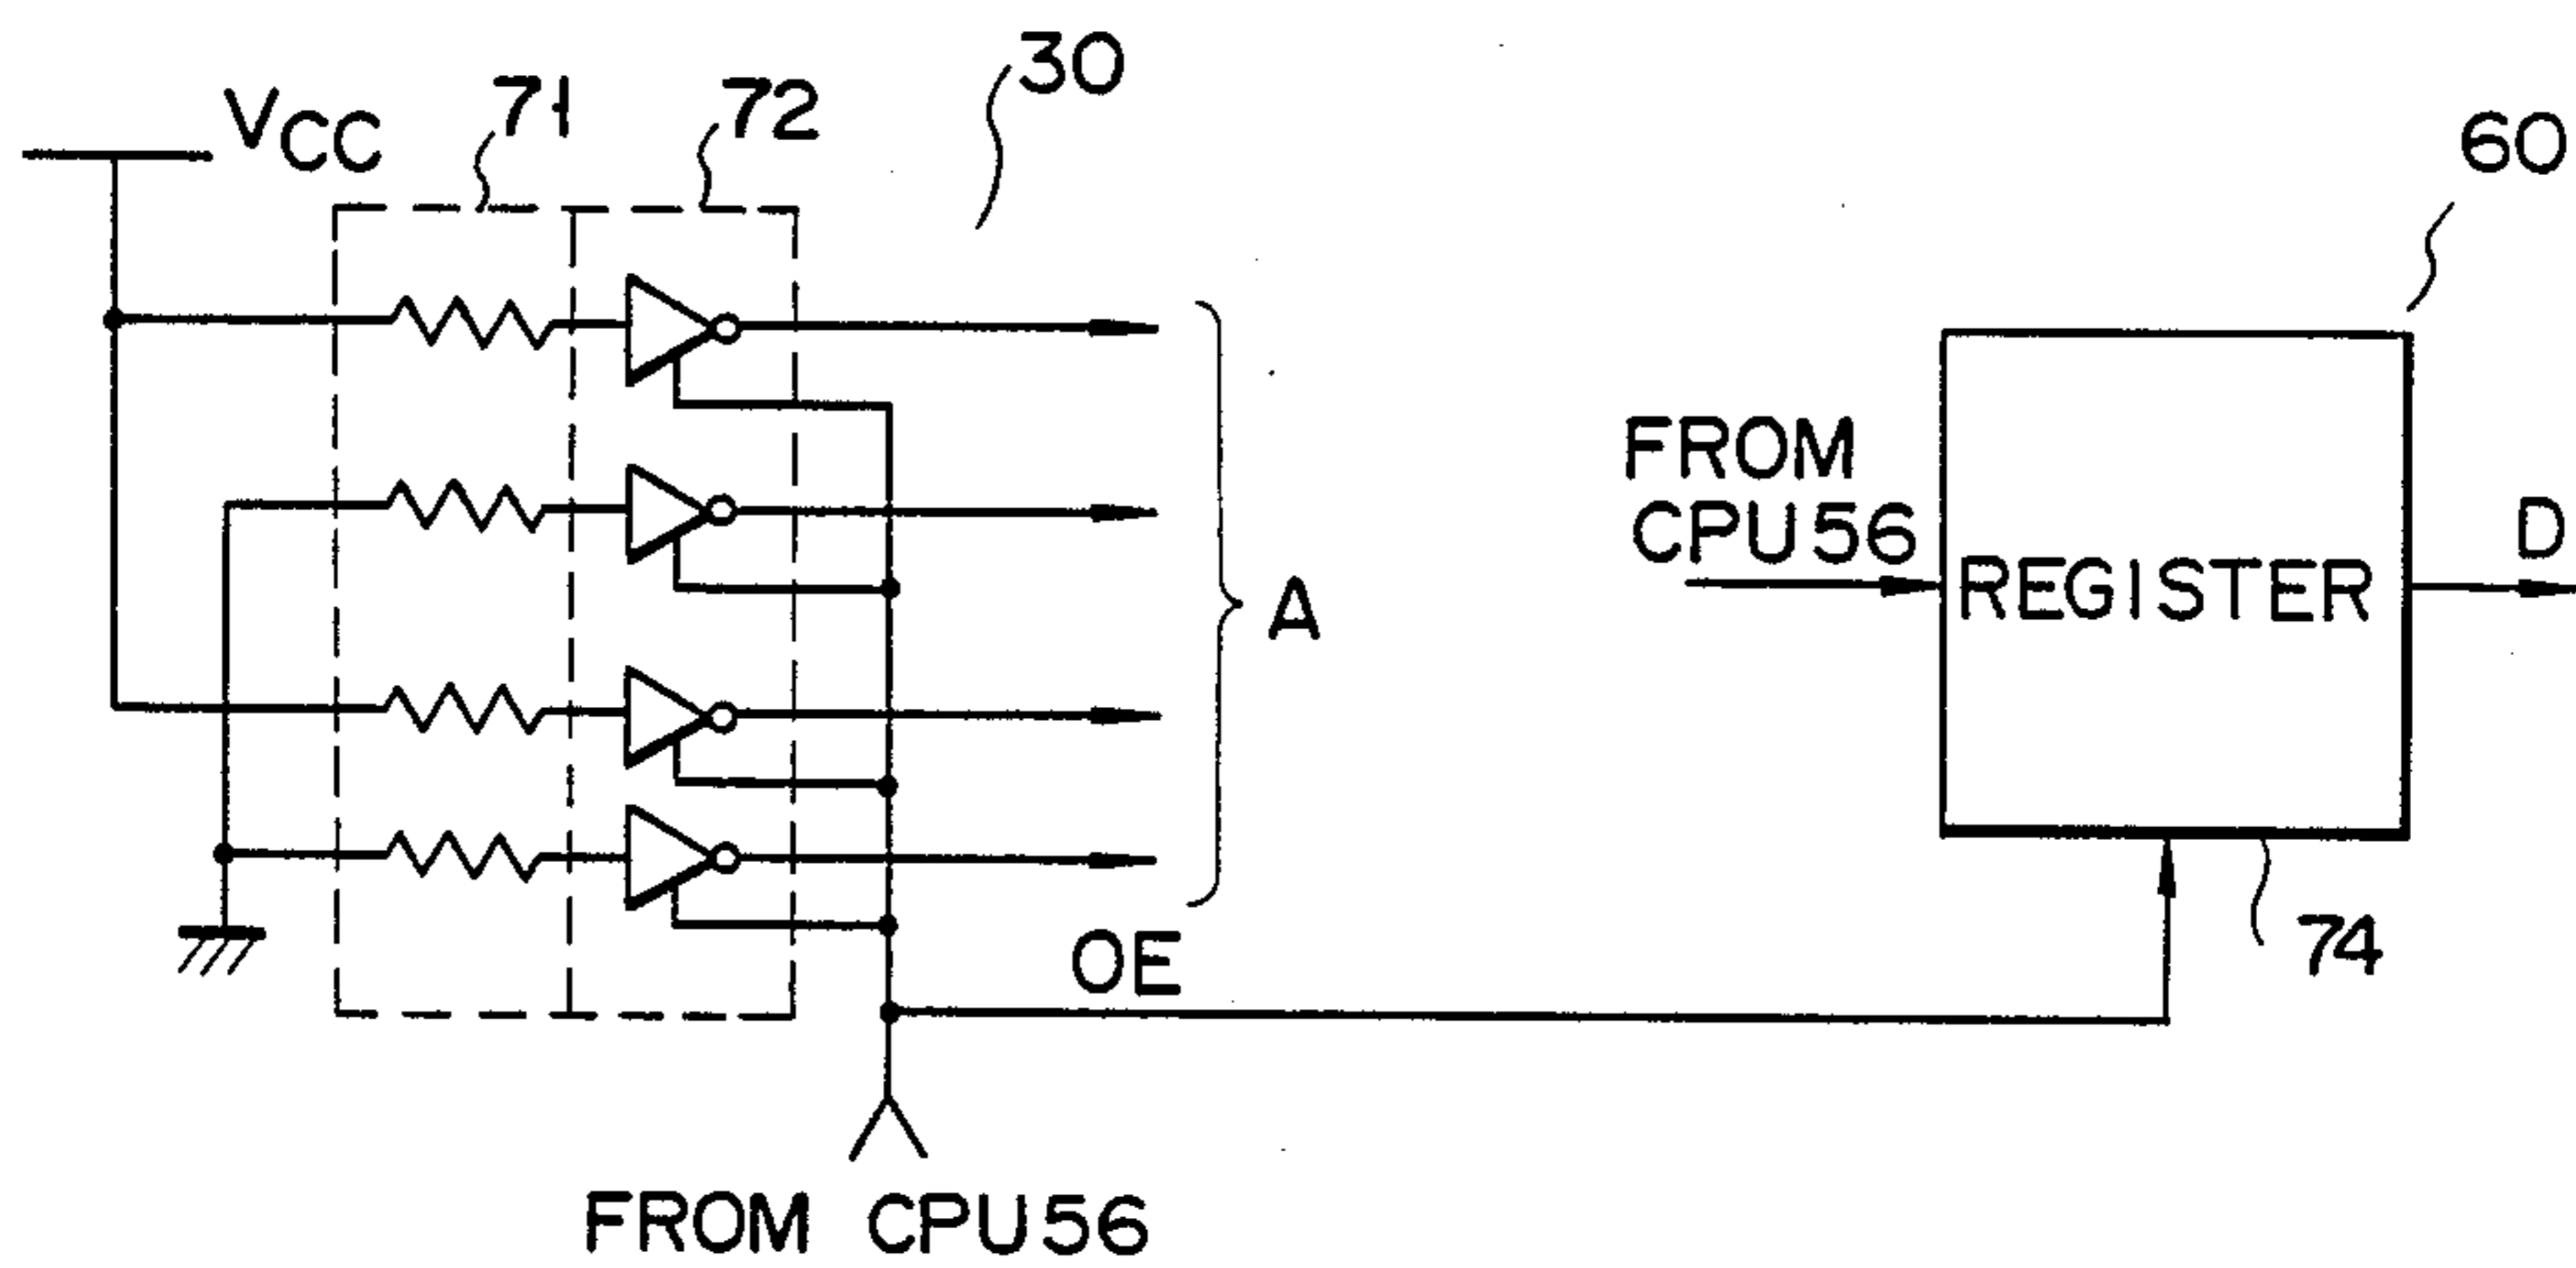 30
71
72
VCC
60
FROM
CPU56
REGISTER
D
A
OE
74
FROM CPU56